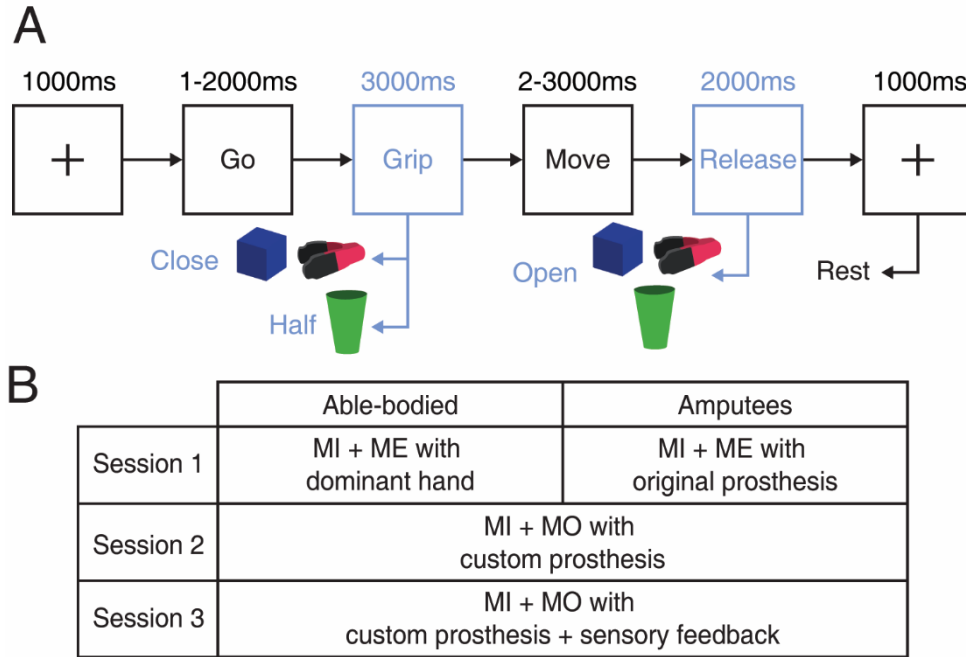 A
1000ms 1-2000ms 3000ms 2-3000ms 2000ms 1000ms
+ Go Grip Move Release +
Close
Half
Open
Rest
B
Able-bodied Amputees
Session 1
MI + ME with
dominant hand
MI + ME with
original prosthesis
Session 2
MI + MO with
custom prosthesis
Session 3
MI + MO with
custom prosthesis + sensory feedback